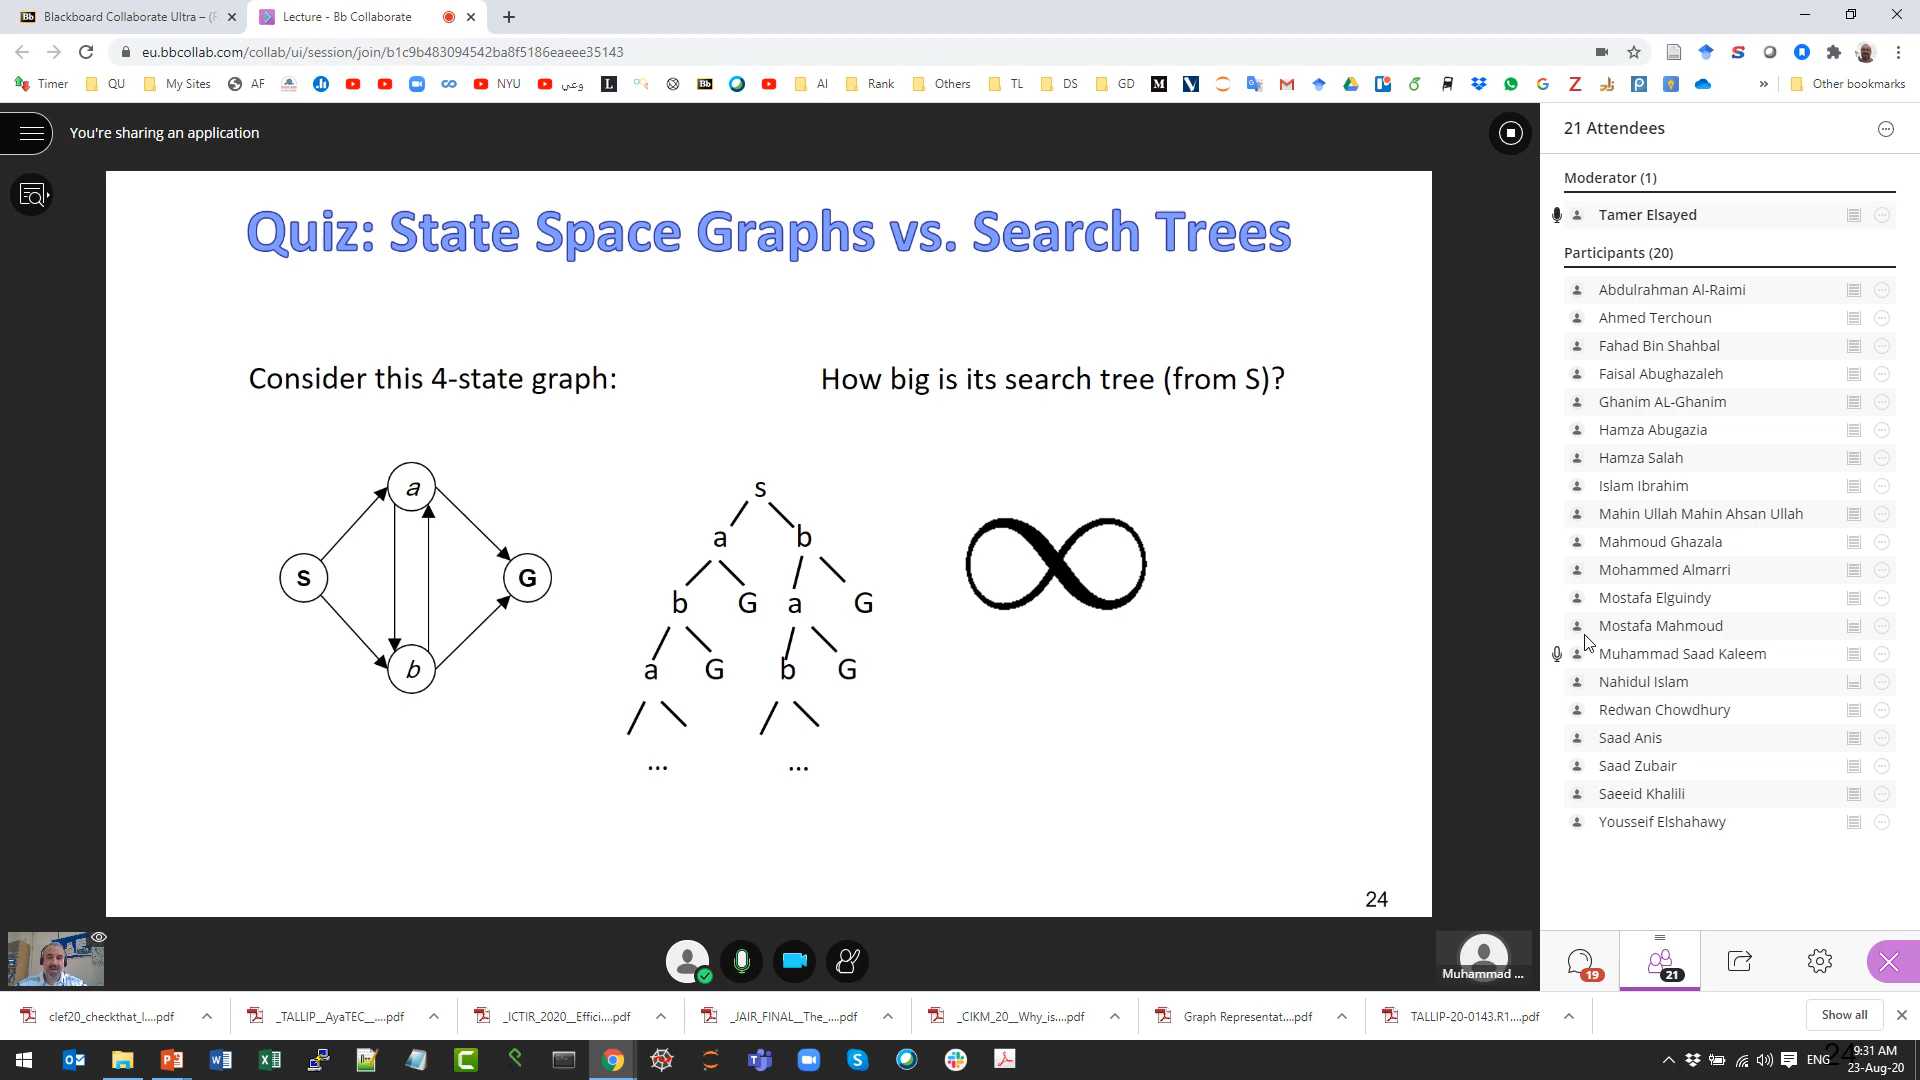 Blackboard Collaborate Ultra – (F
Lecture - Bb Collaborate
eu.bbcollab.com/collab/ui/session/join/b1c9b483094542ba8f5186eaeee35143
Timer QU My Sites AF NYU وعي L Bb AI Rank Others TL DS GD M Other bookmarks
You're sharing an application
Quiz: State Space Graphs vs. Search Trees
Consider this 4-state graph:
How big is its search tree (from S)?
a
S
G
b
s
a b
b G a G
a G b G
... ...
24
Muhammad ...
21 Attendees
Moderator (1)
Tamer Elsayed
Participants (20)
Abdulrahman Al-Raimi
Ahmed Terchoun
Fahad Bin Shahbal
Faisal Abughazaleh
Ghanim AL-Ghanim
Hamza Abugazia
Hamza Salah
Islam Ibrahim
Mahin Ullah Mahin Ahsan Ullah
Mahmoud Ghazala
Mohammed Almarri
Mostafa Elguindy
Mostafa Mahmoud
Muhammad Saad Kaleem
Nahidul Islam
Redwan Chowdhury
Saad Anis
Saad Zubair
Saeeid Khalili
Yousseif Elshahawy
19
21
clef20_checkthat_l....pdf
_TALLIP__AyaTEC__....pdf
_ICTIR_2020__Effici....pdf
_JAIR_FINAL__The_....pdf
_CIKM_20__Why_is....pdf
Graph Representat....pdf
TALLIP-20-0143.R1....pdf
Show all
ENG
24
9:31 AM
23-Aug-20